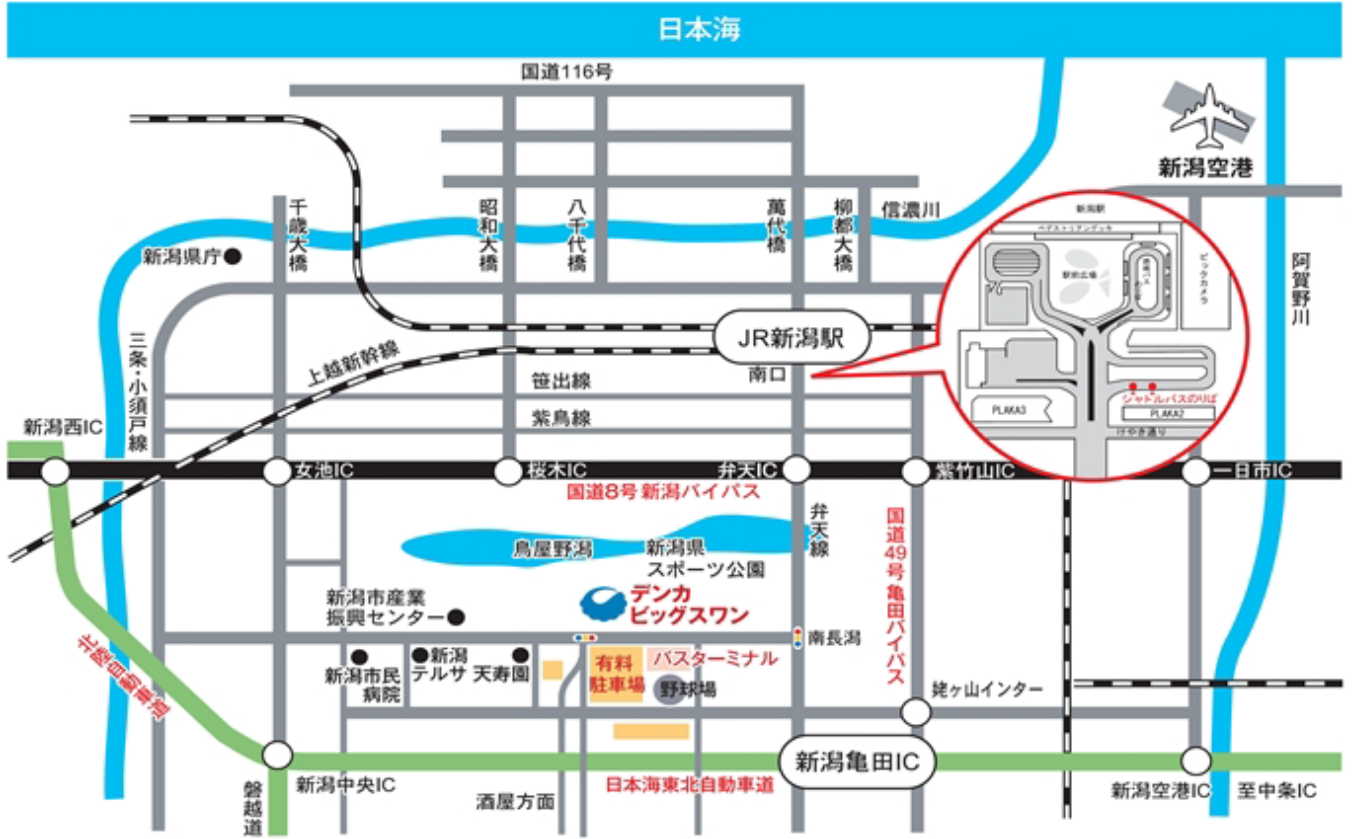 日本海
国道116号
新潟空港
千歳大橋
昭和大橋
八千代橋
萬代橋
柳都大橋
信濃川
新潟県庁
阿賀野川
新潟駅
ペデストリアンデッキ
駅前広場
ビックカメラ
シャトルバスのりば
PLAKA3
PLAKA2
けやき通り
三条・小須戸線
上越新幹線
JR新潟駅
南口
笹出線
紫鳥線
新潟西IC
女池IC
桜木IC
弁天IC
紫竹山IC
一日市IC
国道8号 新潟バイパス
弁天線
国道49号 亀田バイパス
鳥屋野潟
新潟県
スポーツ公園
デンカ
ビッグスワン
新潟市産業
振興センター
南長潟
新潟市民
病院
新潟
テルサ
天寿園
有料
駐車場
バスターミナル
野球場
姥ヶ山インター
北陸自動車道
新潟亀田IC
新潟中央IC
磐越道
酒屋方面
日本海東北自動車道
新潟空港IC
至中条IC